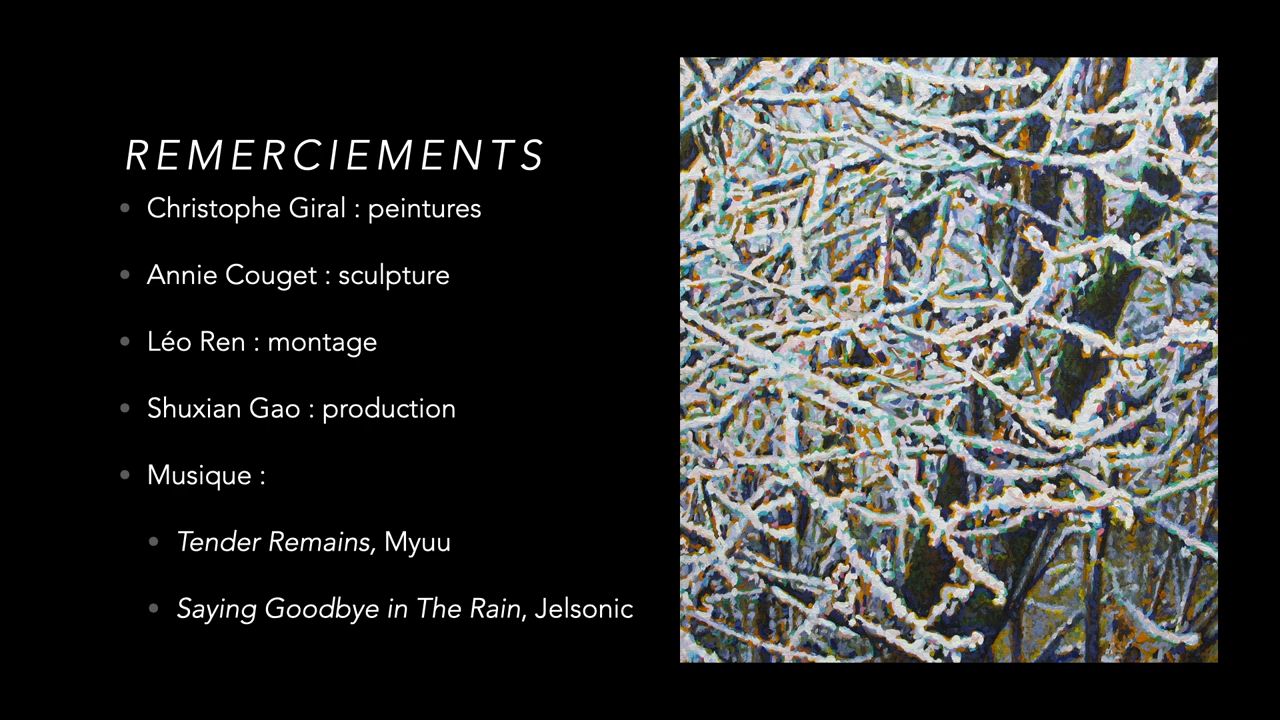 REMERCIEMENTS
Christophe Giral : peintures
Annie Couget : sculpture
Léo Ren : montage
Shuxian Gao : production
Musique :
Tender Remains, Myuu
Saying Goodbye in The Rain, Jelsonic